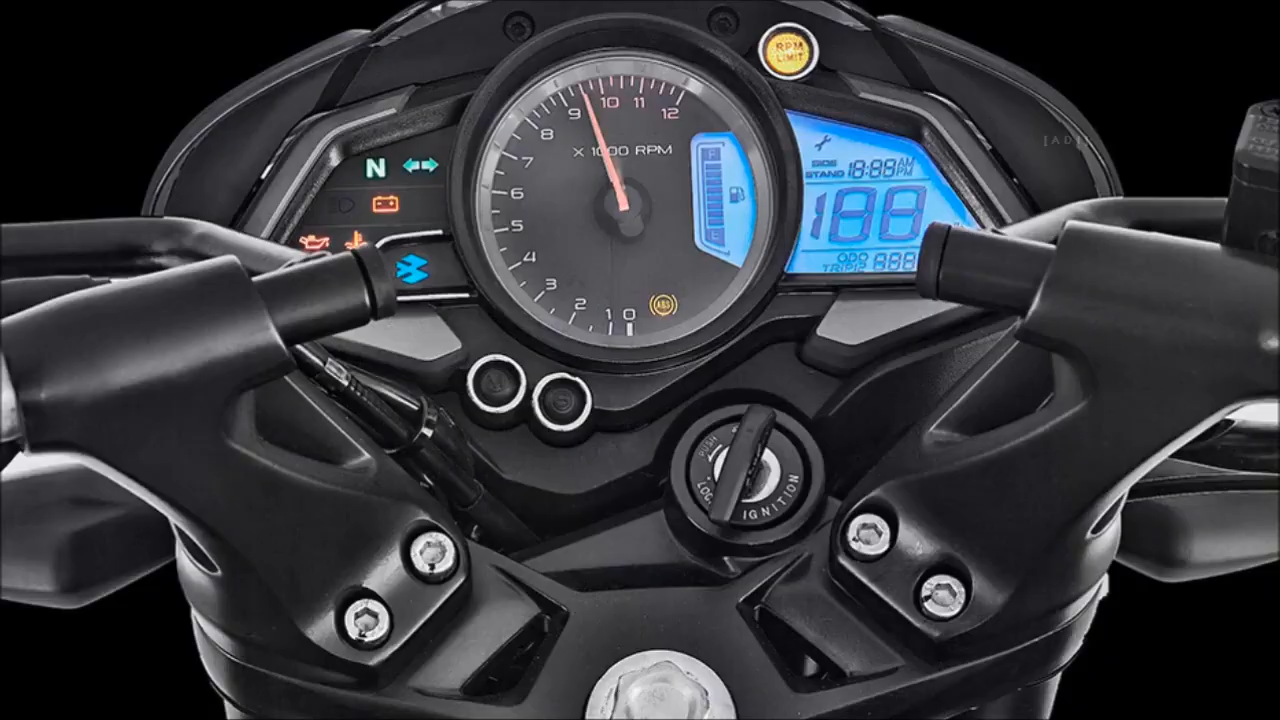 RPM
LIMIT
9
10
11
12
8
7
X 1000 RPM
6
5
4
3
2
1
0
F
E
ABS
N
SIDE
STAND
18:88
AM
PM
188
ODO
TRIP 2
888
PUSH
LOCK
IGNITION
S